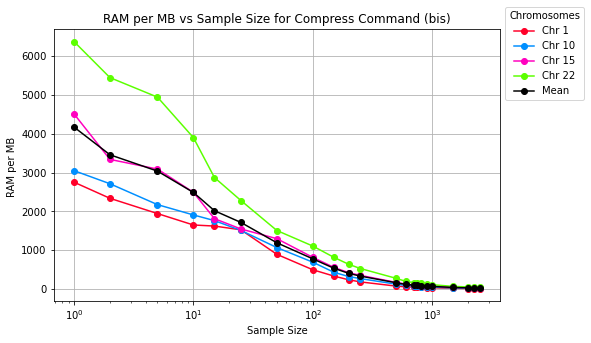 RAM per MB vs Sample Size for Compress Command (bis)
Chromosomes
Chr 1
Chr 10
Chr 15
Chr 22
Mean
RAM per MB
6000
5000
4000
3000
2000
1000
0
10⁰
10¹
10²
10³
Sample Size